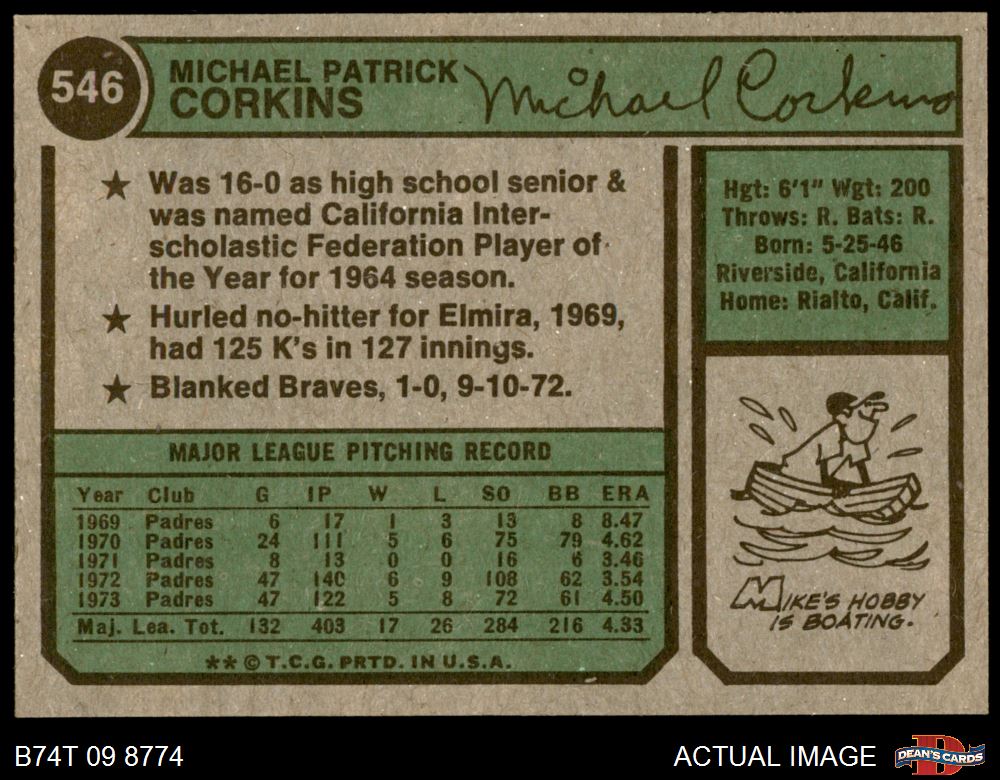 546
MICHAEL PATRICK
CORKINS
Michael Corkins
★ Was 16-0 as high school senior &
was named California Inter-
scholastic Federation Player of
the Year for 1964 season.
★ Hurled no-hitter for Elmira, 1969,
had 125 K's in 127 innings.
★ Blanked Braves, 1-0, 9-10-72.
Hgt: 6'1" Wgt: 200
Throws: R. Bats: R.
Born: 5-25-46
Riverside, California
Home: Rialto, Calif.
MAJOR LEAGUE PITCHING RECORD
Year Club G IP W L SO BB ERA
1969 Padres 6 17 1 3 13 8 8.47
1970 Padres 24 111 5 6 75 79 4.62
1971 Padres 8 13 0 0 16 6 3.46
1972 Padres 47 140 6 9 108 62 3.54
1973 Padres 47 122 5 8 72 61 4.50
Maj. Lea. Tot. 132 403 17 26 284 216 4.33
** © T.C.G. PRTD. IN U.S.A.
MIKE'S HOBBY
IS BOATING.
B74T 09 8774
ACTUAL IMAGE
D
DEAN'S CARDS